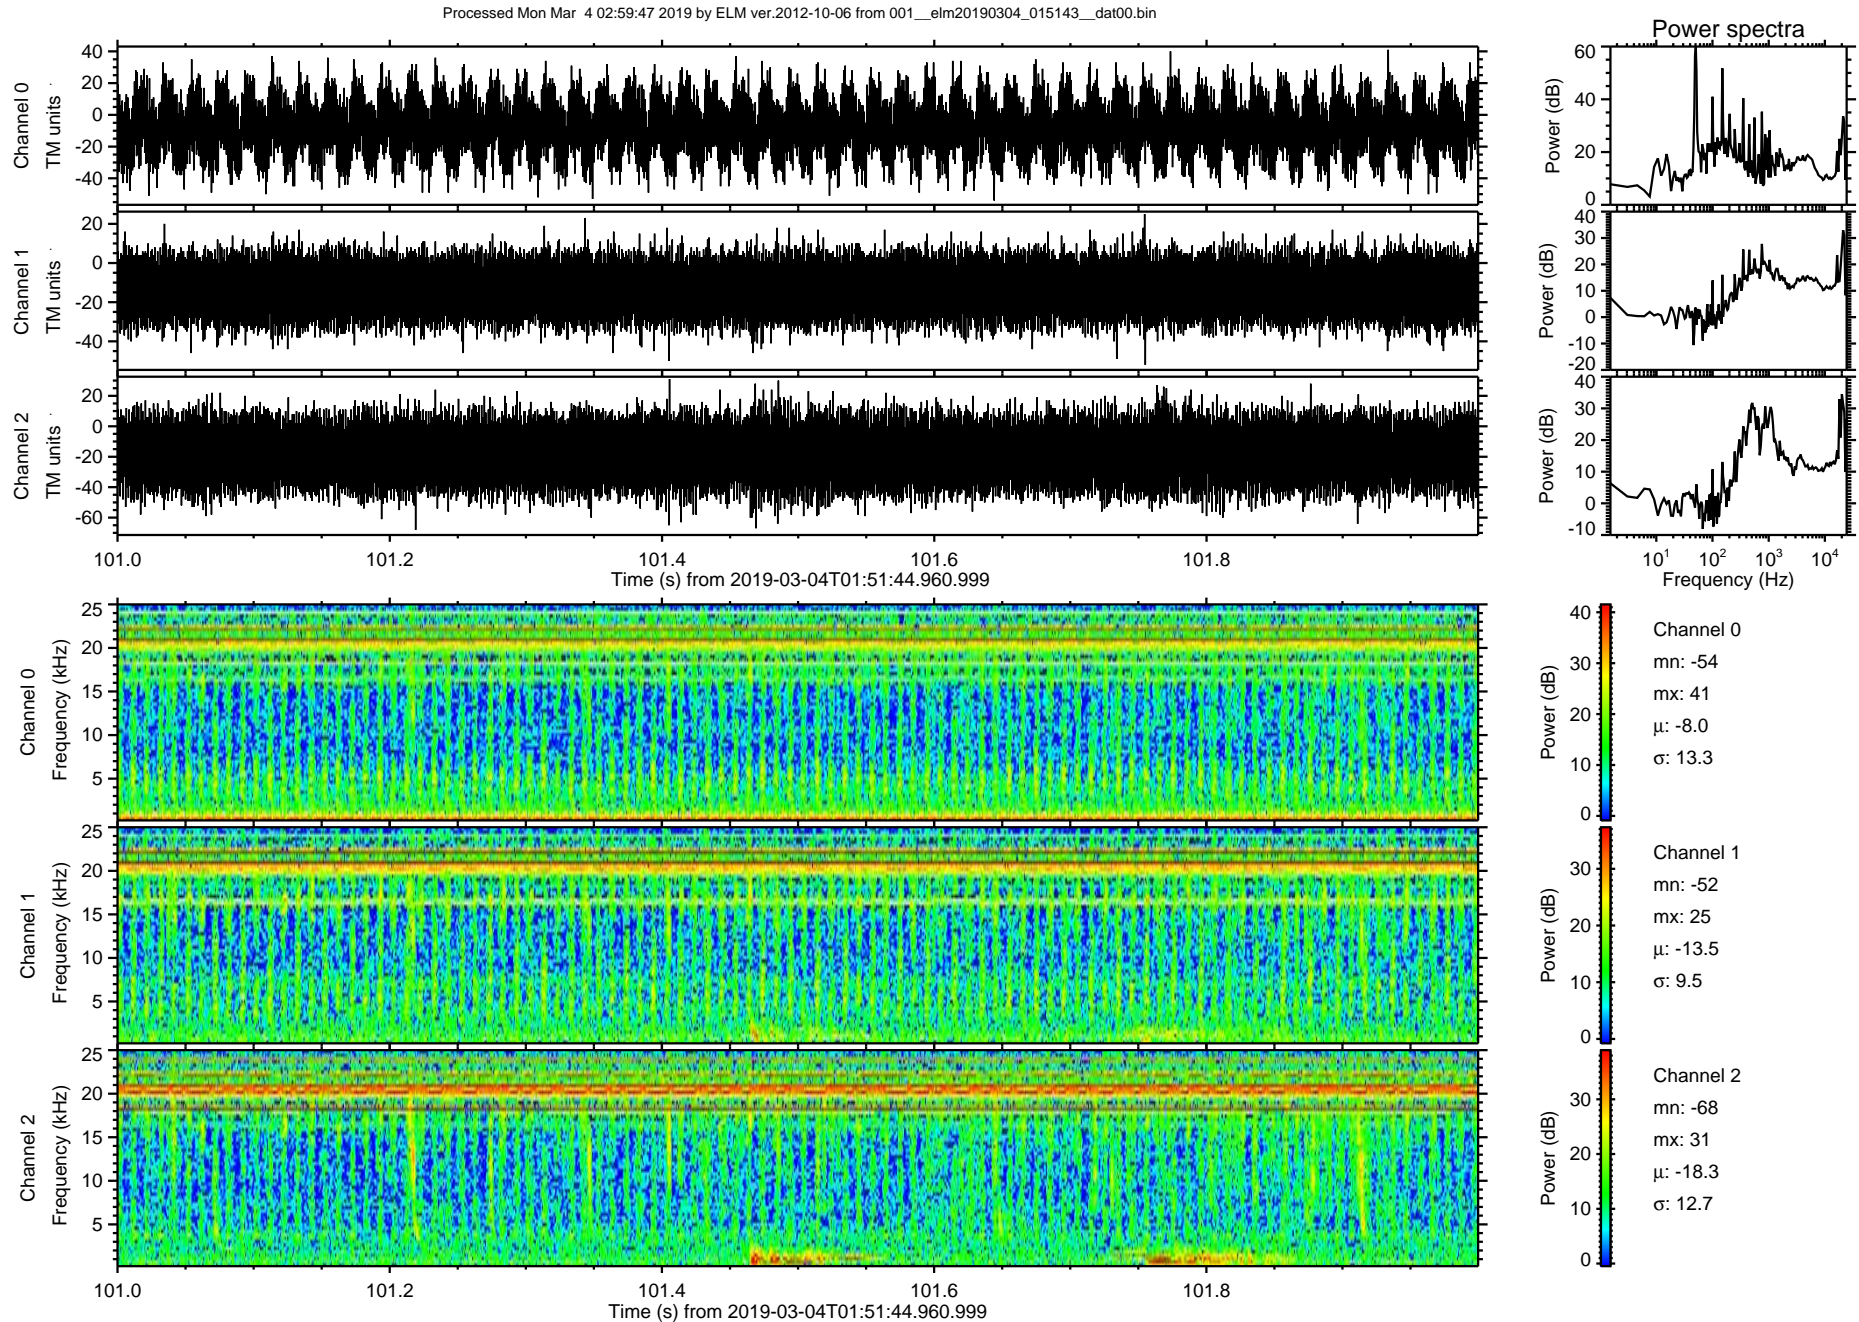 Processed Mon Mar  4 02:59:47 2019 by ELM ver.2012-10-06 from 001__elm20190304_015143__dat00.bin
Power spectra
Channel 0
TM units
40
20
0
-20
-40
Power (dB)
60
40
20
0
Channel 1
TM units
20
0
-20
-40
Power (dB)
40
30
20
10
0
-10
-20
Channel 2
TM units
20
0
-20
-40
-60
Power (dB)
40
30
20
10
0
-10
101.0 101.2 101.4 101.6 101.8
Time (s) from 2019-03-04T01:51:44.960.999
10^1 10^2 10^3 10^4
Frequency (Hz)
Channel 0
Frequency (kHz)
25
20
15
10
5
Power (dB)
40
30
20
10
0
Channel 0
mn: -54
mx: 41
μ: -8.0
σ: 13.3
Channel 1
Frequency (kHz)
25
20
15
10
5
Power (dB)
30
20
10
0
Channel 1
mn: -52
mx: 25
μ: -13.5
σ: 9.5
Channel 2
Frequency (kHz)
25
20
15
10
5
Power (dB)
30
20
10
0
Channel 2
mn: -68
mx: 31
μ: -18.3
σ: 12.7
101.0 101.2 101.4 101.6 101.8
Time (s) from 2019-03-04T01:51:44.960.999